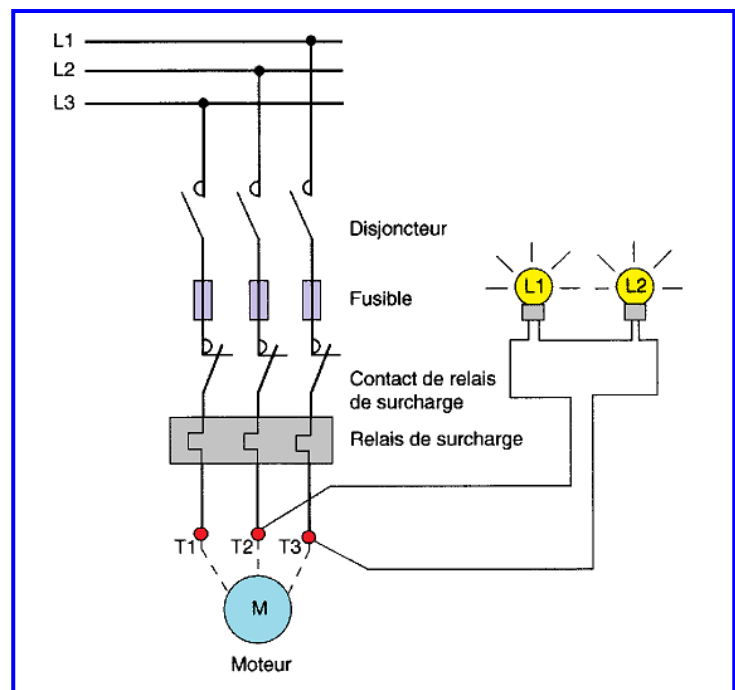 L1
L2
L3
Disjoncteur
L1
L2
Fusible
Contact de relais
de surcharge
Relais de surcharge
T1
T2
T3
M
Moteur